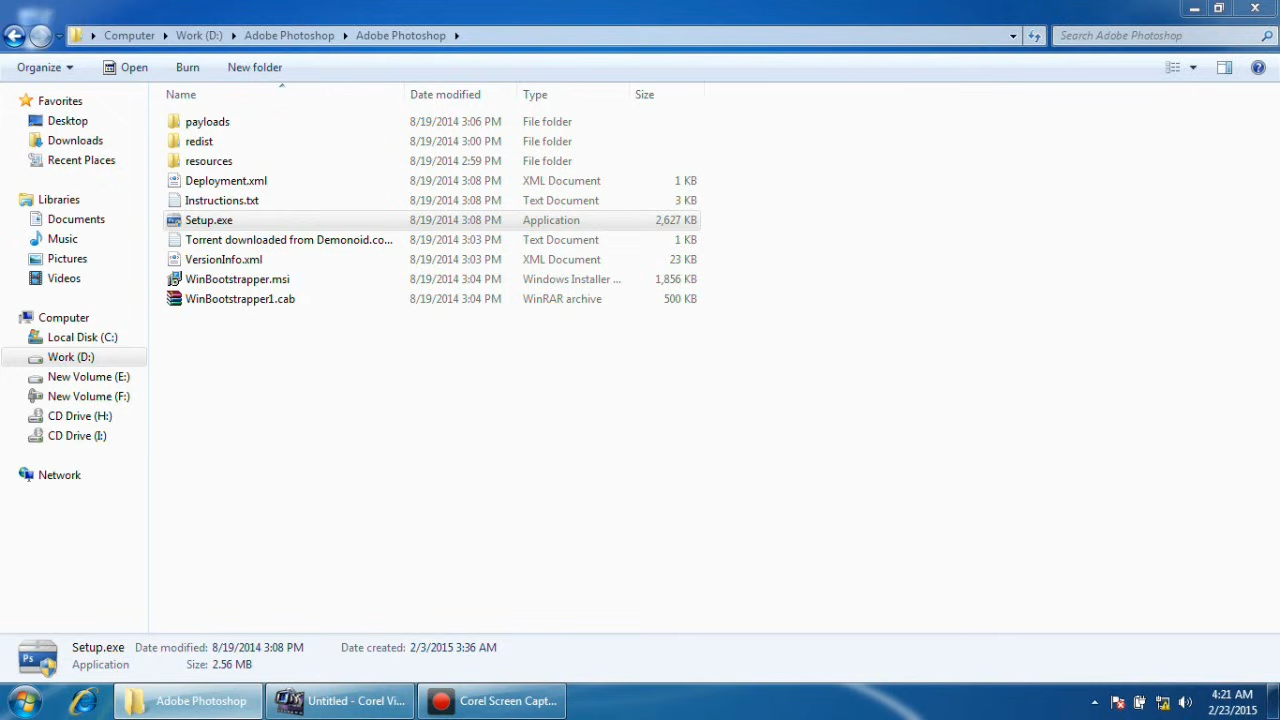 Computer Work (D:) Adobe Photoshop Adobe Photoshop Search Adobe Photoshop
Organize Open Burn New folder
Name Date modified Type Size
payloads 8/19/2014 3:06 PM File folder
redist 8/19/2014 3:00 PM File folder
resources 8/19/2014 2:59 PM File folder
Deployment.xml 8/19/2014 3:08 PM XML Document 1 KB
Instructions.txt 8/19/2014 3:08 PM Text Document 3 KB
Setup.exe 8/19/2014 3:08 PM Application 2,627 KB
Torrent downloaded from Demonoid.co... 8/19/2014 3:03 PM Text Document 1 KB
VersionInfo.xml 8/19/2014 3:03 PM XML Document 23 KB
WinBootstrapper.msi 8/19/2014 3:04 PM Windows Installer ... 1,856 KB
WinBootstrapper1.cab 8/19/2014 3:04 PM WinRAR archive 500 KB
Favorites
Desktop
Downloads
Recent Places
Libraries
Documents
Music
Pictures
Videos
Computer
Local Disk (C:)
Work (D:)
New Volume (E:)
New Volume (F:)
CD Drive (H:)
CD Drive (I:)
Network
Ps
Setup.exe Date modified: 8/19/2014 3:08 PM Date created: 2/3/2015 3:36 AM
Application Size: 2.56 MB
Adobe Photoshop Untitled - Corel Vi... Corel Screen Capt...
4:21 AM
2/23/2015